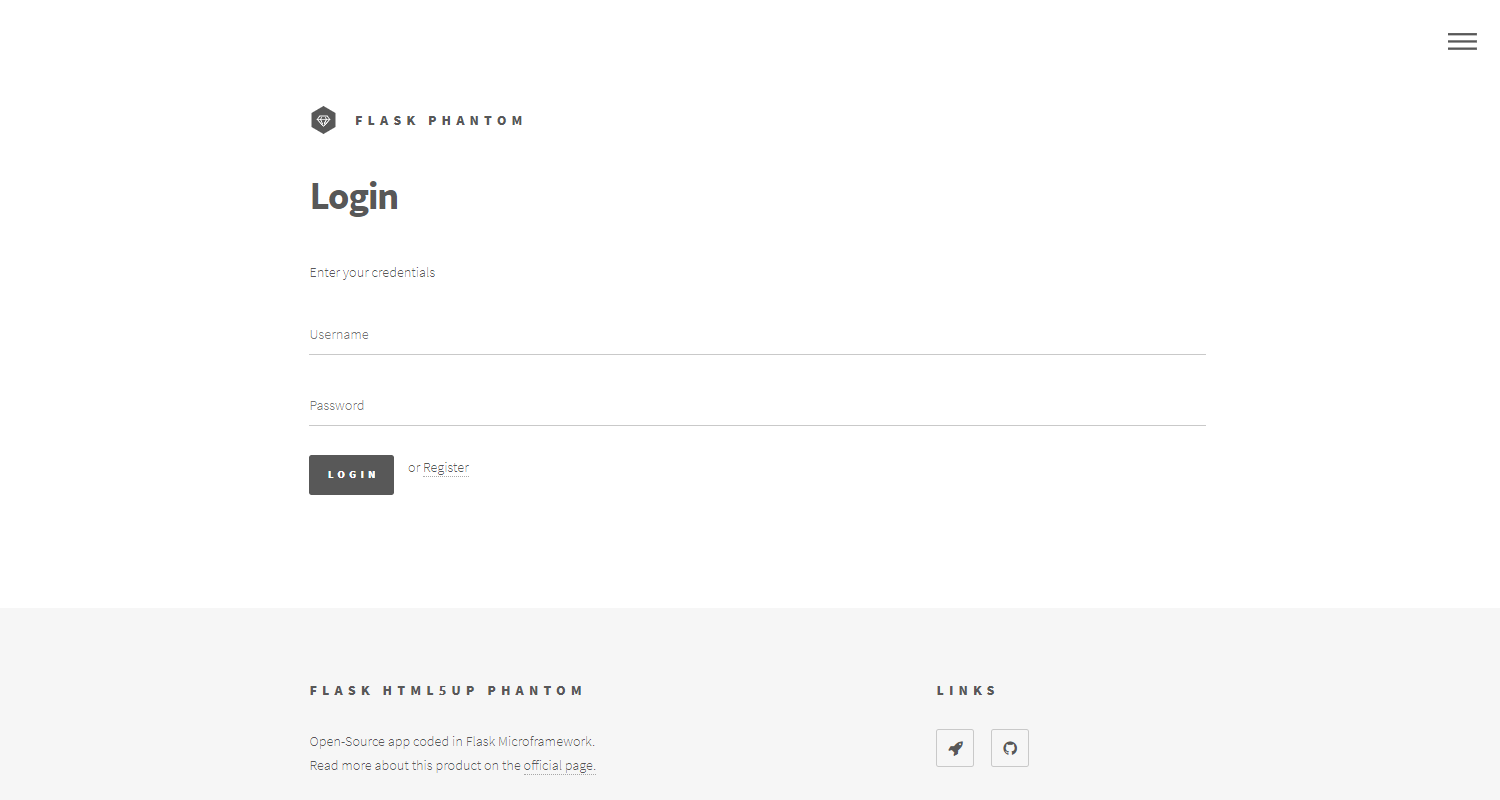 FLASK PHANTOM
Login
Enter your credentials
Username
Password
LOGIN
or Register
FLASK HTML5UP PHANTOM
Open-Source app coded in Flask Microframework.
Read more about this product on the official page.
LINKS